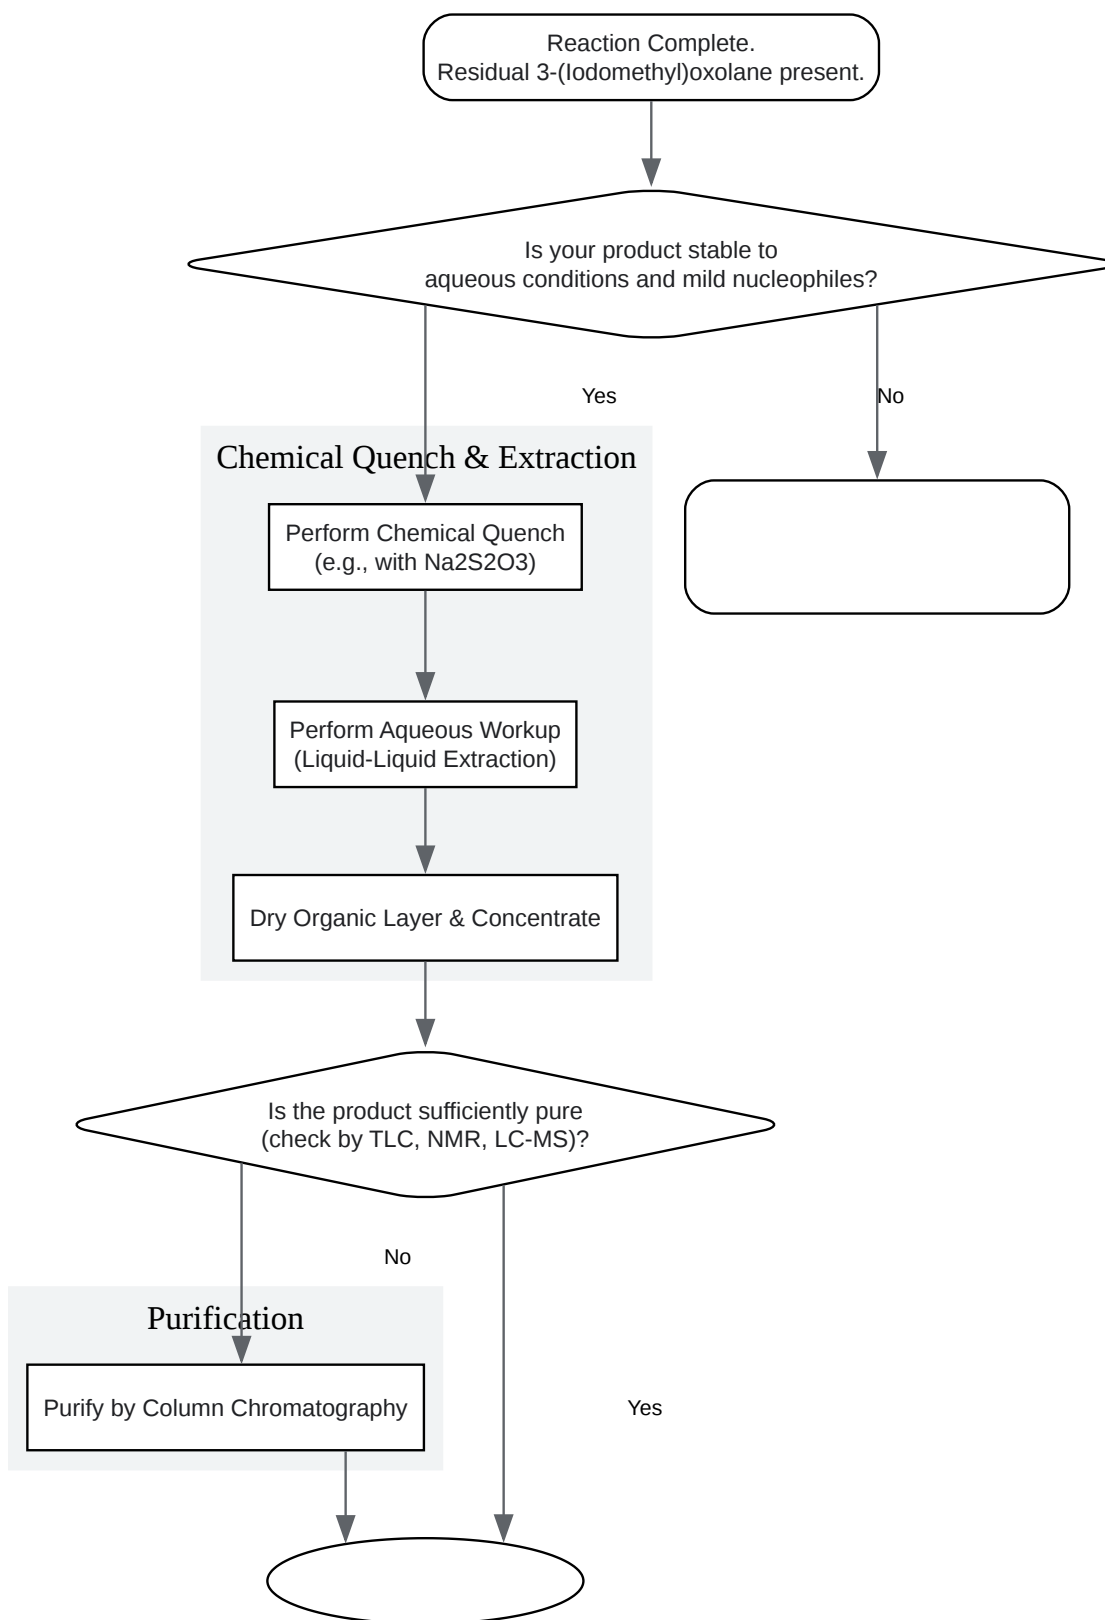 Reaction Complete.
Residual 3-(Iodomethyl)oxolane present.
Is your product stable to
aqueous conditions and mild nucleophiles?
Yes
No
Chemical Quench & Extraction
Perform Chemical Quench
(e.g., with Na2S2O3)
Perform Aqueous Workup
(Liquid-Liquid Extraction)
Dry Organic Layer & Concentrate
Is the product sufficiently pure
(check by TLC, NMR, LC-MS)?
No
Purification
Purify by Column Chromatography
Yes